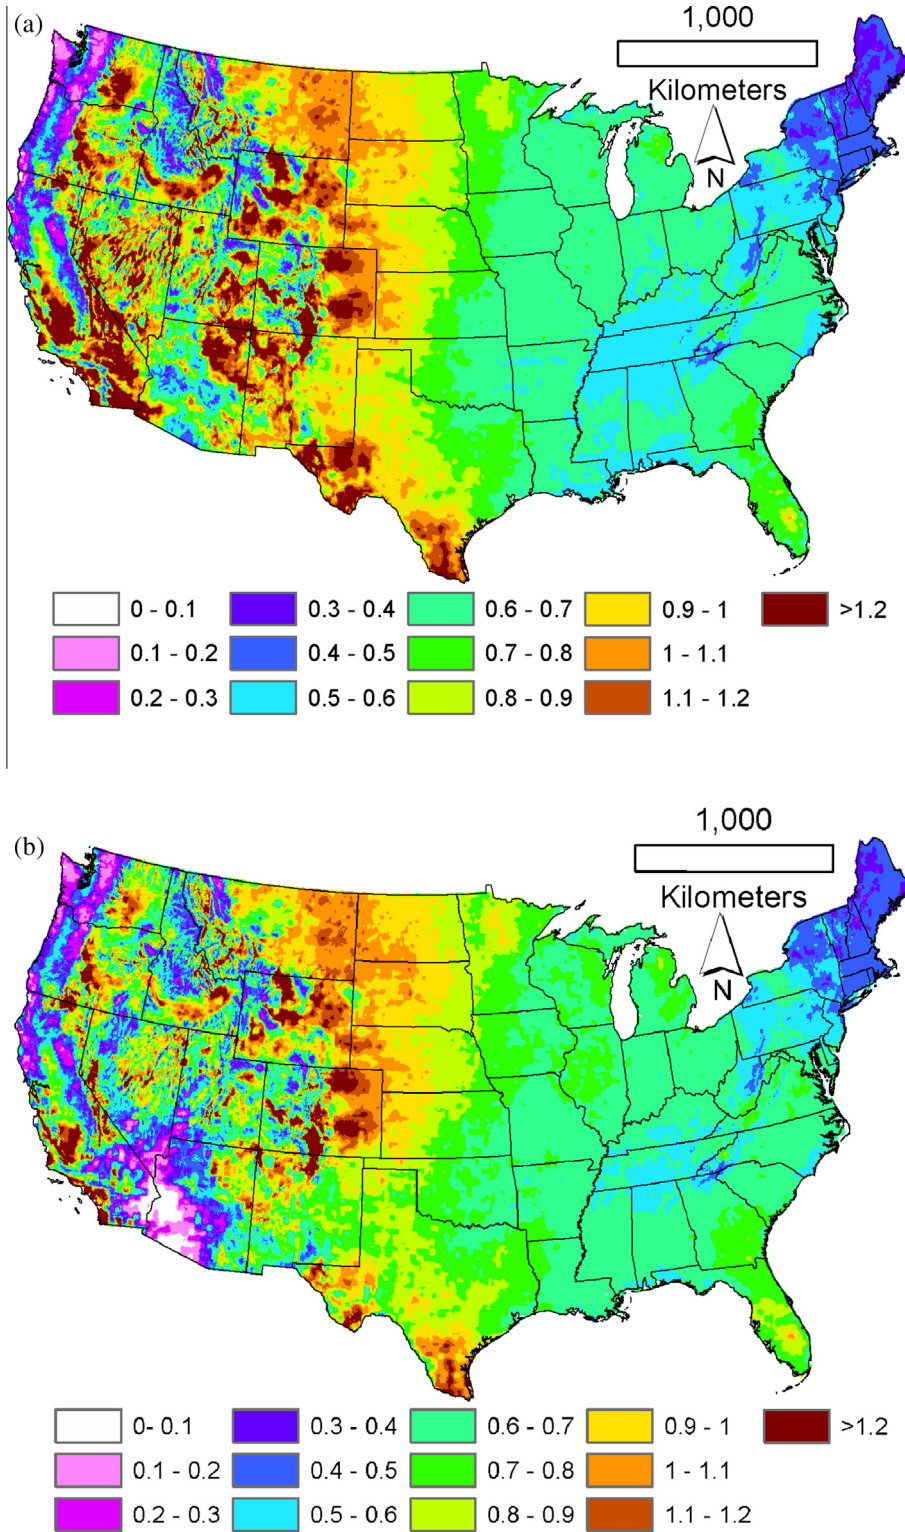 (a)
1,000
Kilometers
N
0 - 0.1 0.3 - 0.4 0.6 - 0.7 0.9 - 1 >1.2
0.1 - 0.2 0.4 - 0.5 0.7 - 0.8 1 - 1.1
0.2 - 0.3 0.5 - 0.6 0.8 - 0.9 1.1 - 1.2
(b)
1,000
Kilometers
N
0- 0.1 0.3 - 0.4 0.6 - 0.7 0.9 - 1 >1.2
0.1 - 0.2 0.4 - 0.5 0.7 - 0.8 1 - 1.1
0.2 - 0.3 0.5 - 0.6 0.8 - 0.9 1.1 - 1.2